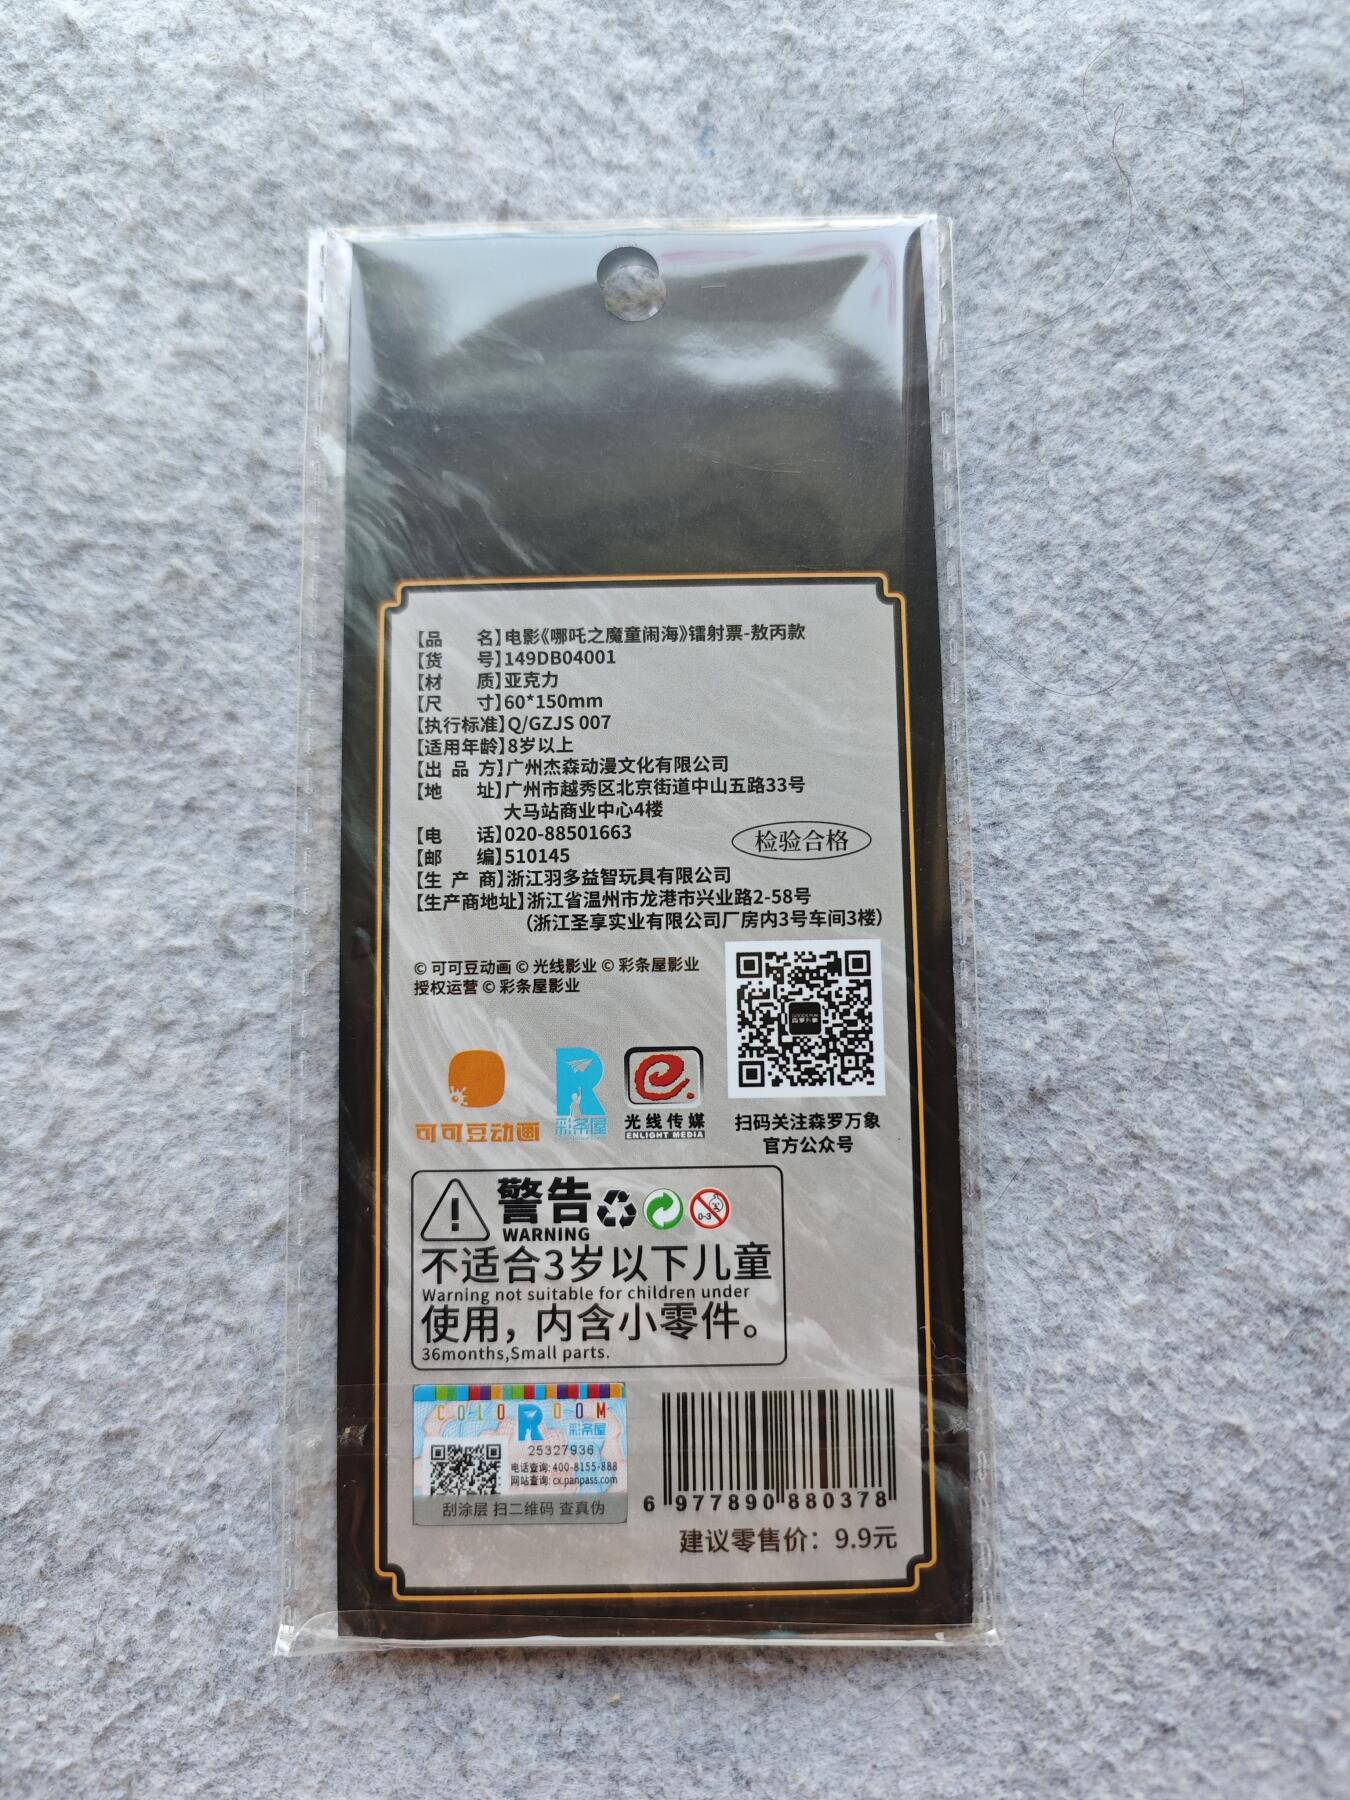 【品 名】电影《哪吒之魔童闹海》镭射票-敖丙款
【货 号】149DB04001
【材 质】亚克力
【尺 寸】60*150mm
【执行标准】Q/GZJS 007
【适用年龄】8岁以上
【出 品 方】广州杰森动漫文化有限公司
【地 址】广州市越秀区北京街道中山五路33号
大马站商业中心4楼
【电 话】020-88501663
检验合格
【邮 编】510145
【生 产 商】浙江羽多益智玩具有限公司
【生产商地址】浙江省温州市龙港市兴业路2-58号
（浙江圣享实业有限公司厂房内3号车间3楼）
© 可可豆动画 © 光线影业 © 彩条屋影业
授权运营 © 彩条屋影业
可可豆动画
彩条屋
光线传媒
ENLIGHT MEDIA
森罗万象
扫码关注森罗万象
官方公众号
警告
WARNING
0-3
不适合3岁以下儿童
Warning not suitable for children under
使用，内含小零件。
36months,Small parts.
COLOROOM
彩条屋
25327936
电话查询:400-8155-888
网站查询:cx.panpass.com
刮涂层 扫二维码 查真伪
6 977890 880378
建议零售价：9.9元